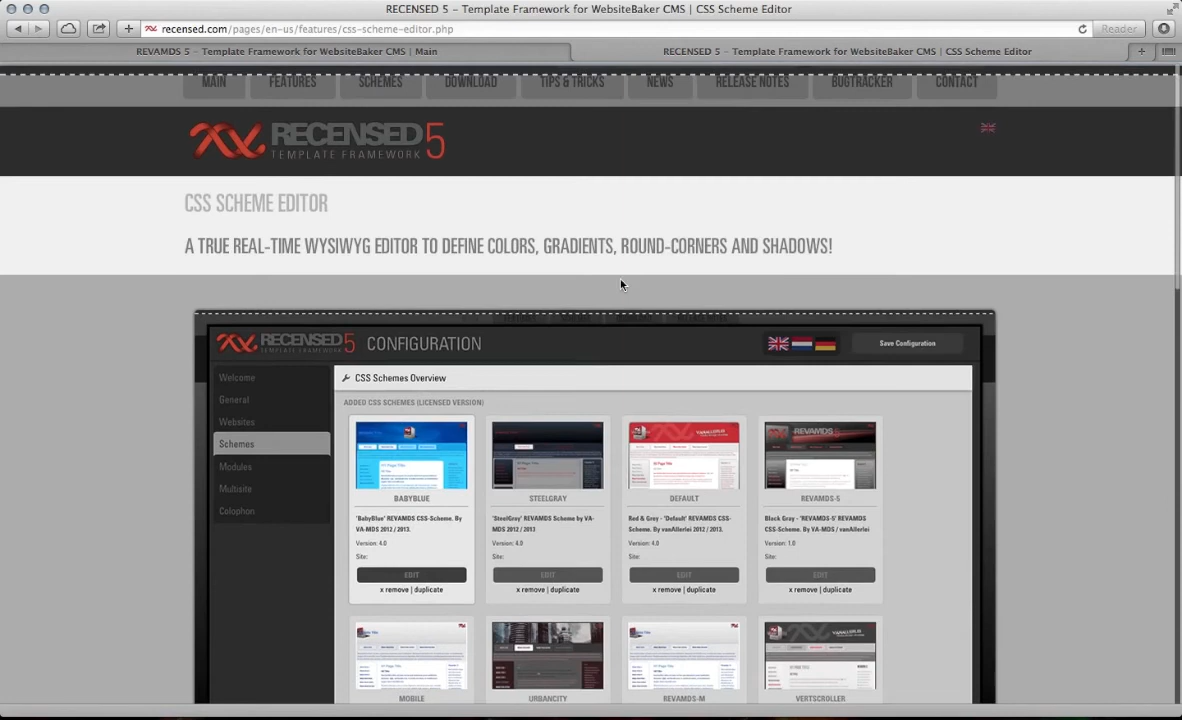 RECENSED 5 – Template Framework for WebsiteBaker CMS | CSS Scheme Editor
recensed.com/pages/en-us/features/css-scheme-editor.php
Reader
REVAMDS 5 – Template Framework for WebsiteBaker CMS | Main
RECENSED 5 – Template Framework for WebsiteBaker CMS | CSS Scheme Editor
MAIN FEATURES SCHEMES DOWNLOAD TIPS & TRICKS NEWS RELEASE NOTES BUGTRACKER CONTACT
RECENSED 5
TEMPLATE FRAMEWORK
CSS SCHEME EDITOR
A TRUE REAL-TIME WYSIWYG EDITOR TO DEFINE COLORS, GRADIENTS, ROUND-CORNERS AND SHADOWS!
RECENSED 5 CONFIGURATION
TEMPLATE FRAMEWORK
Save Configuration
Welcome
General
Websites
Schemes
Modules
Multisite
Colophon
CSS Schemes Overview
ADDED CSS SCHEMES (LICENSED VERSION)
BABYBLUE
'BabyBlue' REVAMDS CSS-Scheme. By
VA-MDS 2012 / 2013.
Version: 4.0
Site:
EDIT
x remove | duplicate
STEELGRAY
'SteelGrey' REVAMDS Scheme by VA-
MDS 2012 / 2013
Version: 4.0
Site:
EDIT
x remove | duplicate
DEFAULT
Red & Grey - 'Default' REVAMDS CSS-
Scheme. By vanAllerlei 2012 / 2013.
Version: 4.0
Site:
EDIT
x remove | duplicate
REVAMDS-5
Black Gray - 'REVAMDS-5' REVAMDS
CSS-Scheme. By VA-MDS / vanAllerlei
Version: 1.0
Site:
EDIT
x remove | duplicate
MOBILE
URBANCITY
REVAMDS-M
VERTSCROLLER